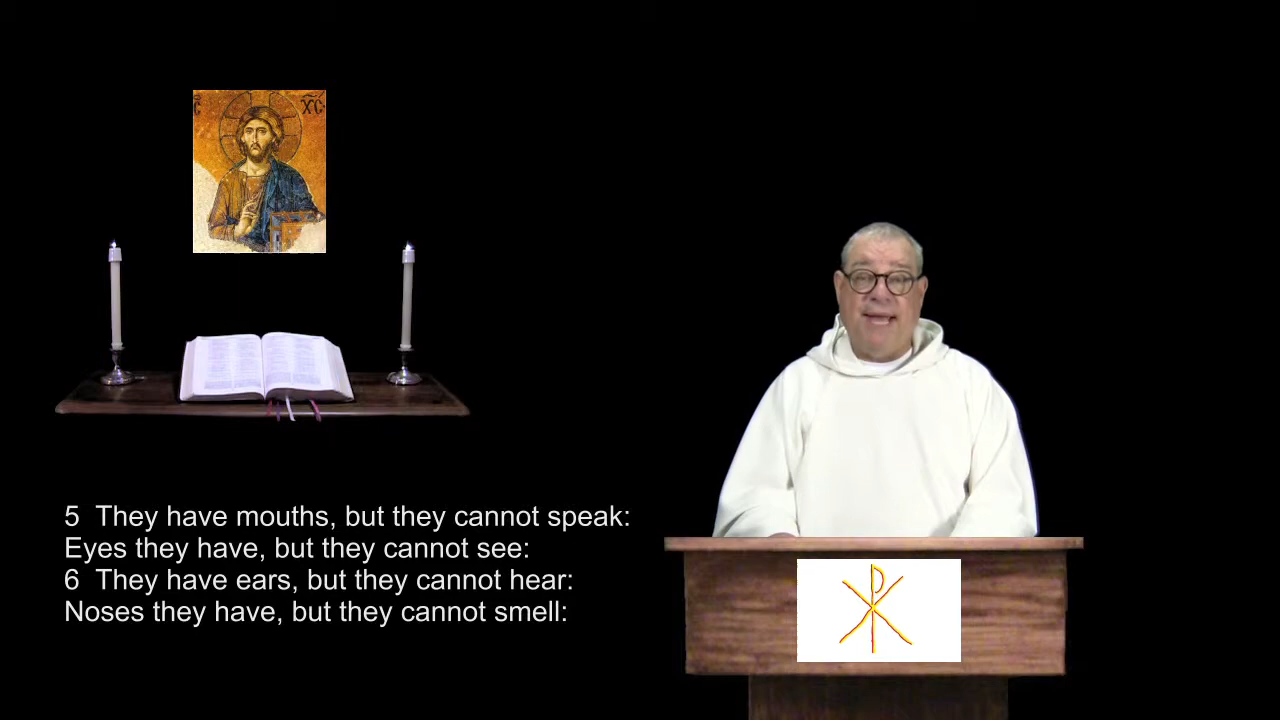 ΧC
5 They have mouths, but they cannot speak:
Eyes they have, but they cannot see:
6 They have ears, but they cannot hear:
Noses they have, but they cannot smell: